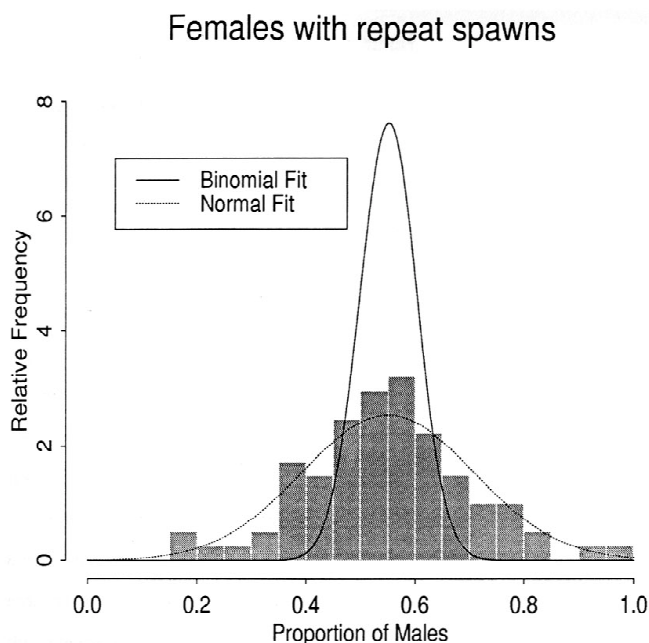 Females with repeat spawns
Binomial Fit
Normal Fit
Relative Frequency
8
6
4
2
0
0.0 0.2 0.4 0.6 0.8 1.0
Proportion of Males